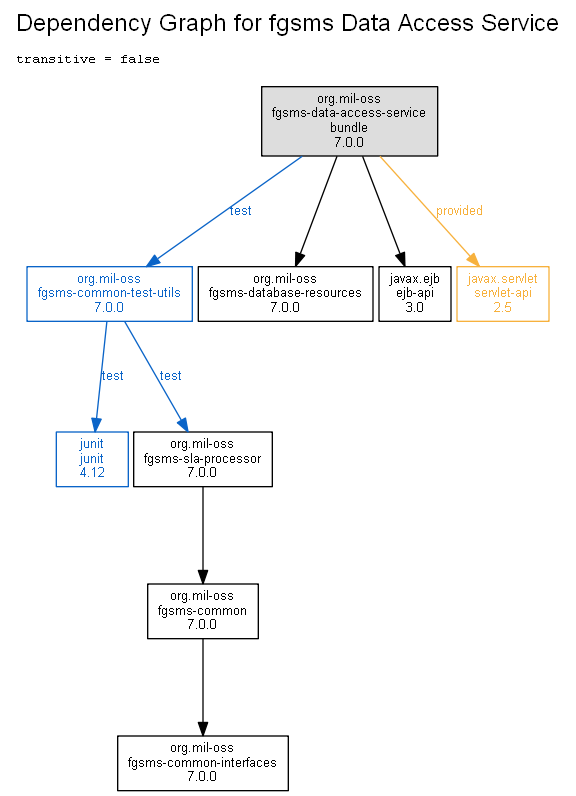 Dependency Graph for fgsms Data Access Service
transitive = false
org.mil-oss
fgsms-data-access-service
bundle
7.0.0
test
provided
org.mil-oss
fgsms-common-test-utils
7.0.0
org.mil-oss
fgsms-database-resources
7.0.0
javax.ejb
ejb-api
3.0
javax.servlet
servlet-api
2.5
test
test
junit
junit
4.12
org.mil-oss
fgsms-sla-processor
7.0.0
org.mil-oss
fgsms-common
7.0.0
org.mil-oss
fgsms-common-interfaces
7.0.0